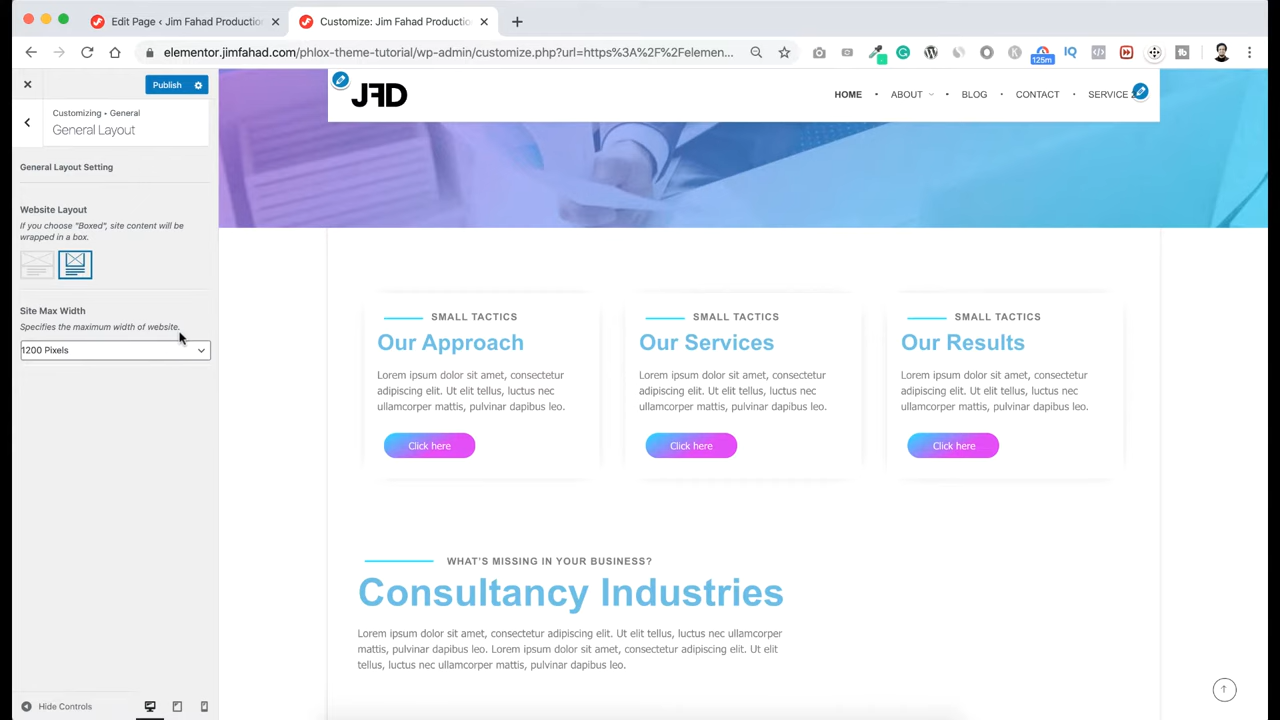 Edit Page ‹ Jim Fahad Production
Customize: Jim Fahad Productio
elementor.jimfahad.com/phlox-theme-tutorial/wp-admin/customize.php?url=https%3A%2F%2Felemen...
125m
IQ
Publish
Customizing • General
General Layout
General Layout Setting
Website Layout
If you choose "Boxed", site content will be
wrapped in a box.
Site Max Width
Specifies the maximum width of website.
1200 Pixels
Hide Controls
JFD
HOME • ABOUT • BLOG • CONTACT • SERVICE
SMALL TACTICS
Our Approach
Lorem ipsum dolor sit amet, consectetur
adipiscing elit. Ut elit tellus, luctus nec
ullamcorper mattis, pulvinar dapibus leo.
Click here
SMALL TACTICS
Our Services
Lorem ipsum dolor sit amet, consectetur
adipiscing elit. Ut elit tellus, luctus nec
ullamcorper mattis, pulvinar dapibus leo.
Click here
SMALL TACTICS
Our Results
Lorem ipsum dolor sit amet, consectetur
adipiscing elit. Ut elit tellus, luctus nec
ullamcorper mattis, pulvinar dapibus leo.
Click here
WHAT'S MISSING IN YOUR BUSINESS?
Consultancy Industries
Lorem ipsum dolor sit amet, consectetur adipiscing elit. Ut elit tellus, luctus nec ullamcorper
mattis, pulvinar dapibus leo. Lorem ipsum dolor sit amet, consectetur adipiscing elit. Ut elit
tellus, luctus nec ullamcorper mattis, pulvinar dapibus leo.